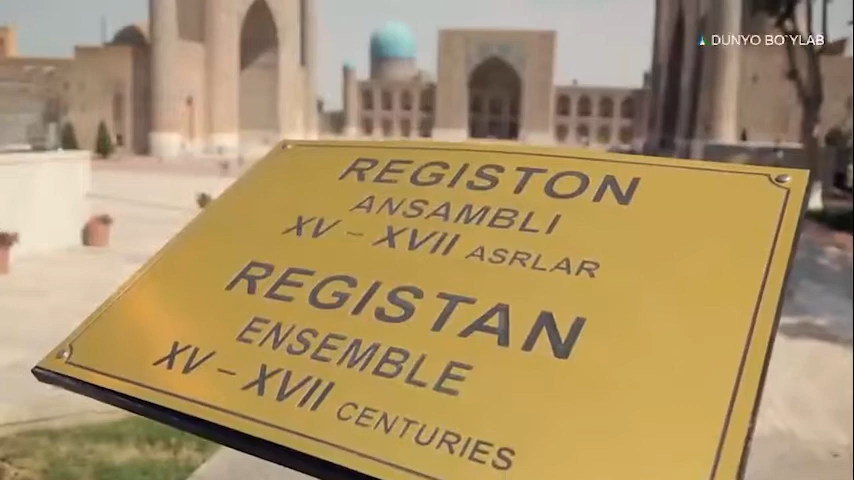 DUNYO BO'YLAB
REGISTON
ANSAMBLI
XV – XVII ASRLAR
REGISTAN
ENSEMBLE
XV – XVII CENTURIES